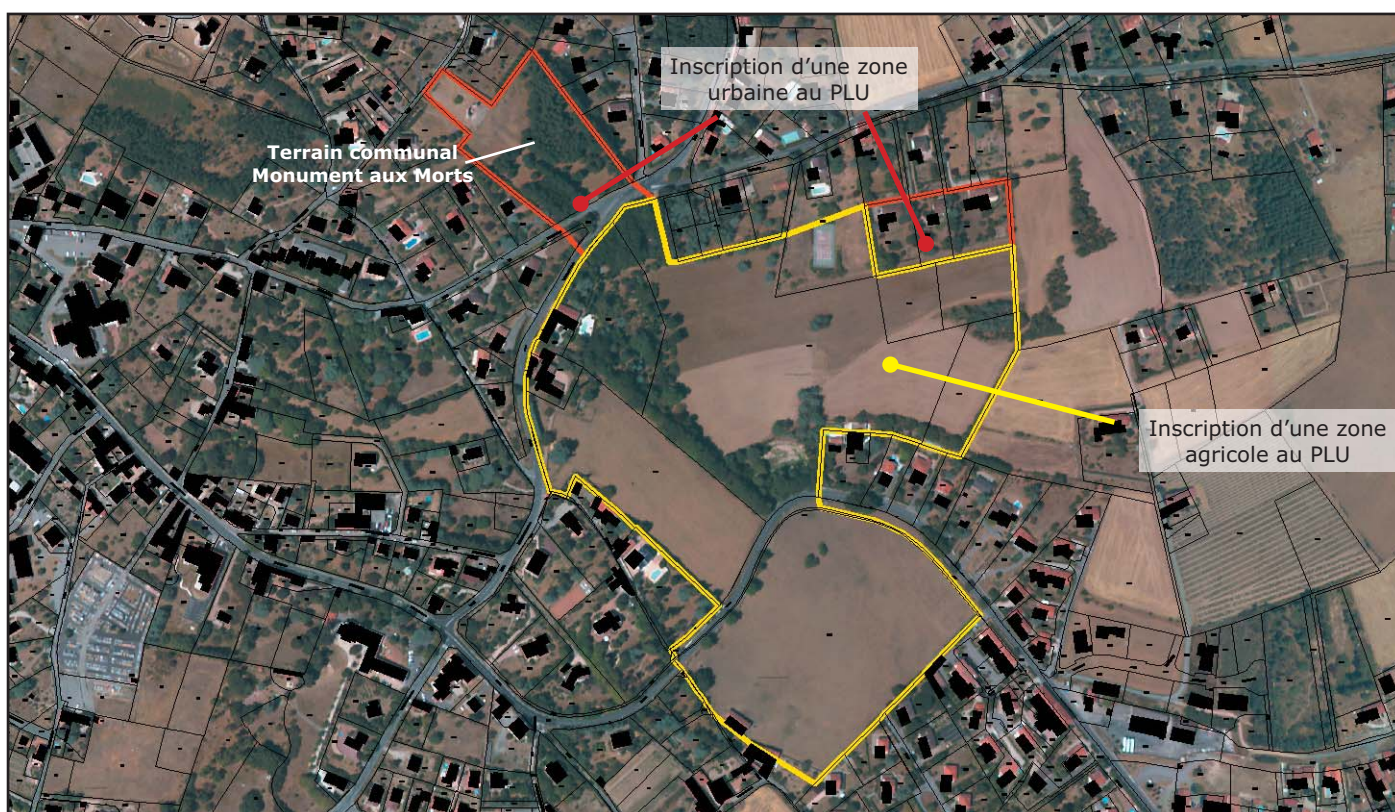 Inscription d'une zone
urbaine au PLU
Terrain communal
Monument aux Morts
Inscription d'une zone
agricole au PLU